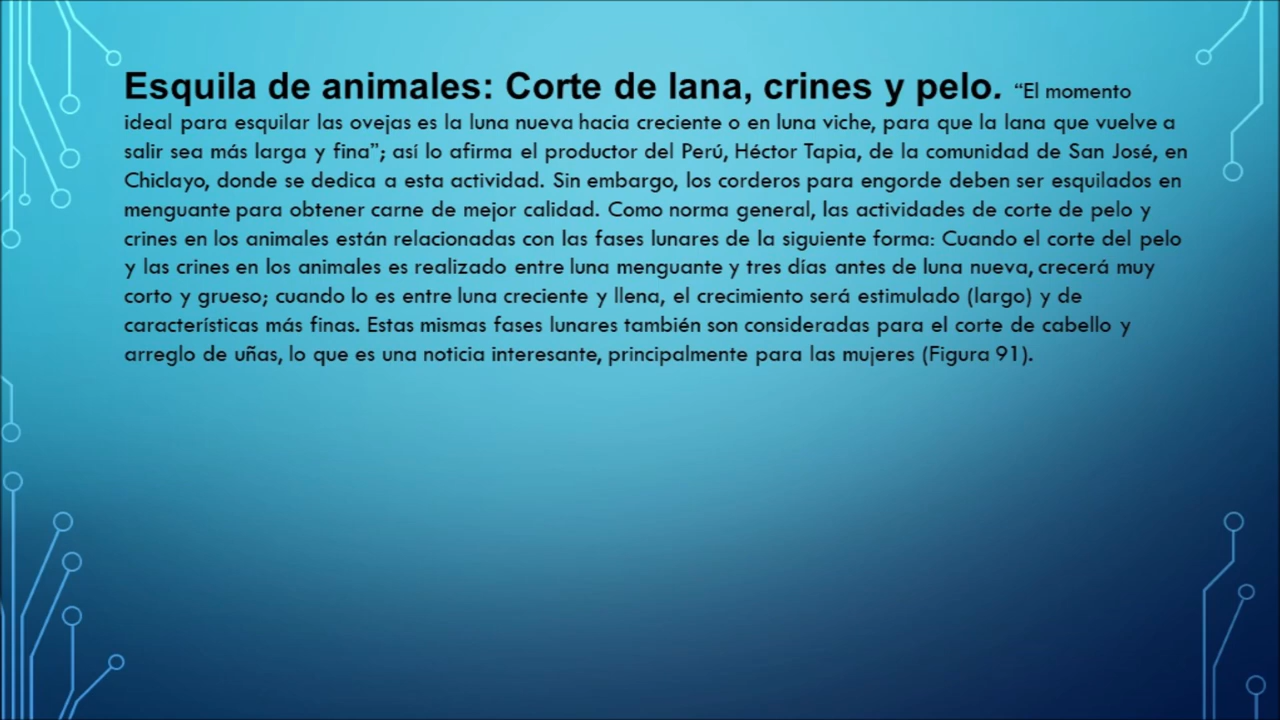 Esquila de animales: Corte de lana, crines y pelo. “El momento
ideal para esquilar las ovejas es la luna nueva hacia creciente o en luna viche, para que la lana que vuelve a
salir sea más larga y fina”; así lo afirma el productor del Perú, Héctor Tapia, de la comunidad de San José, en
Chiclayo, donde se dedica a esta actividad. Sin embargo, los corderos para engorde deben ser esquilados en
menguante para obtener carne de mejor calidad. Como norma general, las actividades de corte de pelo y
crines en los animales están relacionadas con las fases lunares de la siguiente forma: Cuando el corte del pelo
y las crines en los animales es realizado entre luna menguante y tres días antes de luna nueva, crecerá muy
corto y grueso; cuando lo es entre luna creciente y llena, el crecimiento será estimulado (largo) y de
características más finas. Estas mismas fases lunares también son consideradas para el corte de cabello y
arreglo de uñas, lo que es una noticia interesante, principalmente para las mujeres (Figura 91).